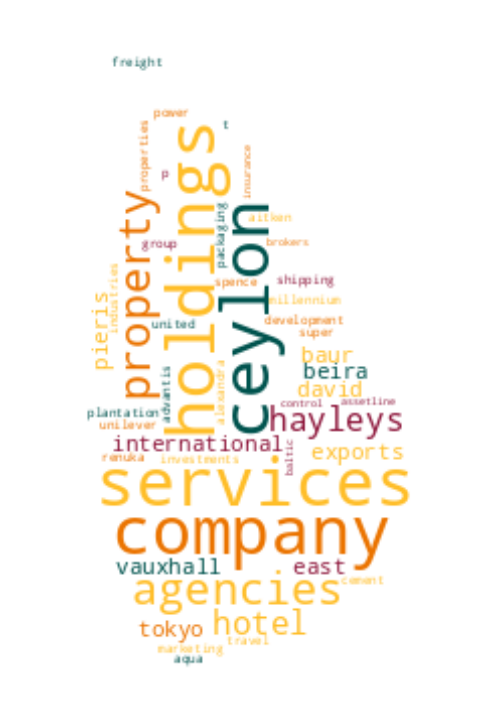 freight
power
t
properties
p
insurance
holdings
property
ceylon
packaging
aitken
group
brokers
industries
spence
shipping
pieris
millennium
united
development
super
baur
beira
advantis
alexandra
david
control
assetline
plantation
hayleys
unilever
international
baltic
exports
renuka
investments
services
company
vauxhall
east
agencies
cement
hotel
tokyo
travel
marketing
aqua